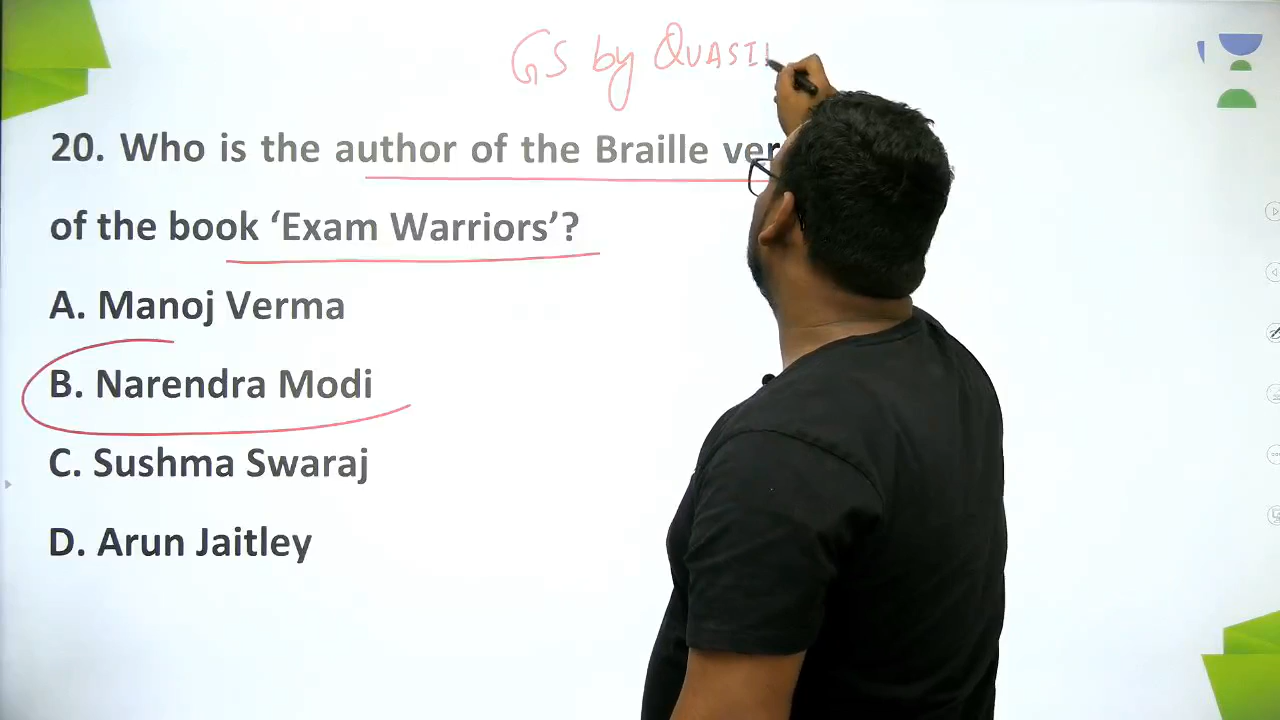 GS by QUASI
20. Who is the author of the Braille
of the book ‘Exam Warriors’?
A. Manoj Verma
B. Narendra Modi
C. Sushma Swaraj
D. Arun Jaitley